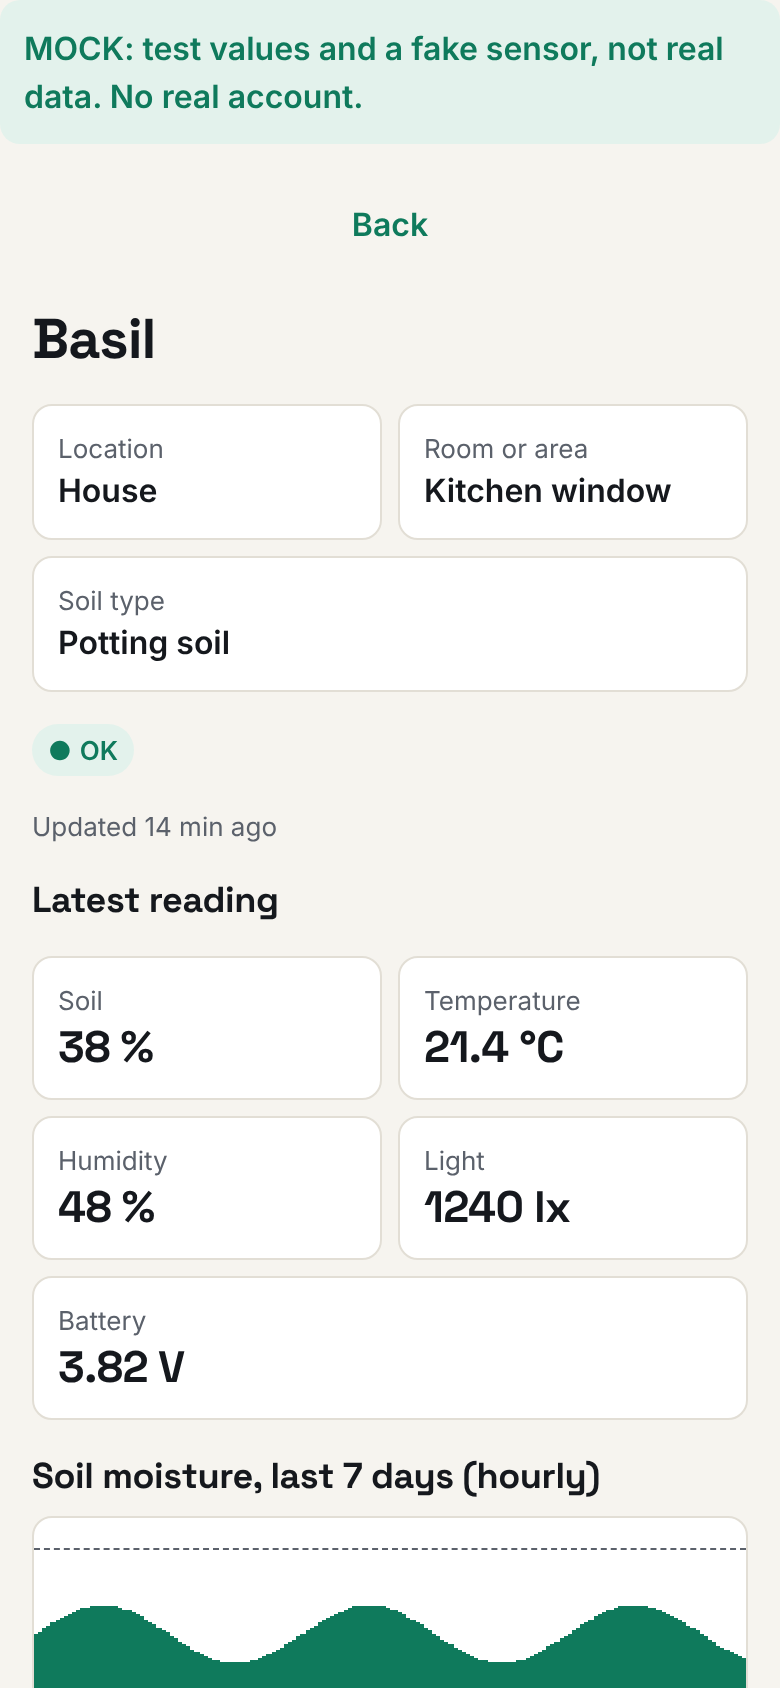 MOCK: test values and a fake sensor, not real
data. No real account.
Back
Basil
Location
House
Room or area
Kitchen window
Soil type
Potting soil
OK
Updated 14 min ago
Latest reading
Soil
38 %
Temperature
21.4 °C
Humidity
48 %
Light
1240 lx
Battery
3.82 V
Soil moisture, last 7 days (hourly)